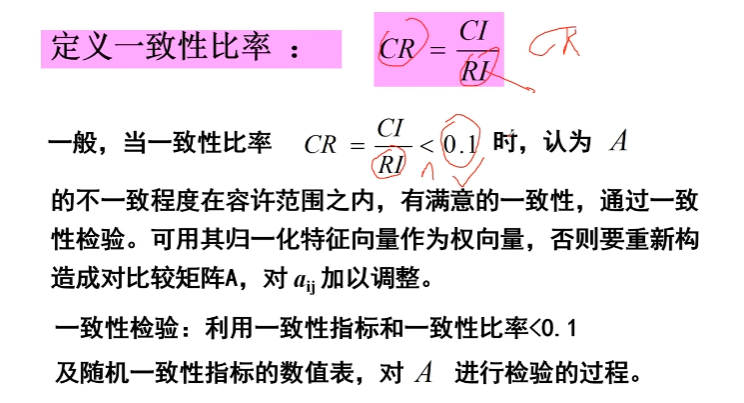 定义一致性比率 ： CR = CI / RI CR
一般，当一致性比率 CR = CI / RI < 0.1 时，认为 A
的不一致程度在容许范围之内，有满意的一致性，通过一致
性检验。可用其归一化特征向量作为权向量，否则要重新构
造成对比较矩阵A，对 aij 加以调整。
一致性检验：利用一致性指标和一致性比率<0.1
及随机一致性指标的数值表，对 A 进行检验的过程。